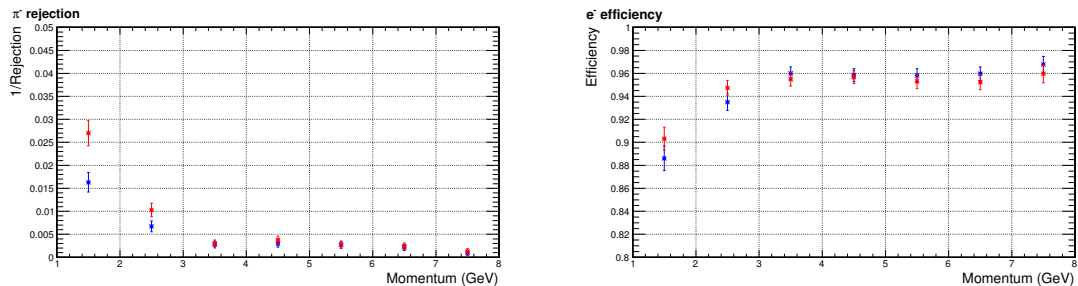 π⁻ rejection
1/Rejection
0.05
0.045
0.04
0.035
0.03
0.025
0.02
0.015
0.01
0.005
0
1 2 3 4 5 6 7 8
Momentum (GeV)
e⁻ efficiency
Efficiency
1
0.98
0.96
0.94
0.92
0.9
0.88
0.86
0.84
0.82
0.8
1 2 3 4 5 6 7 8
Momentum (GeV)